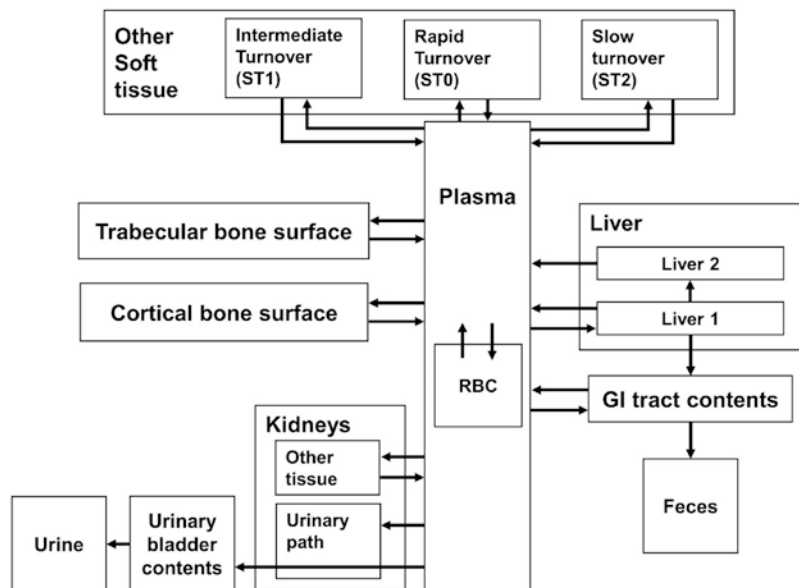 Other
Soft
tissue
Intermediate
Turnover
(ST1)
Rapid
Turnover
(ST0)
Slow
turnover
(ST2)
Plasma
Trabecular bone surface
Cortical bone surface
Liver
Liver 2
Liver 1
RBC
GI tract contents
Feces
Kidneys
Other
tissue
Urinary
path
Urinary
bladder
contents
Urine